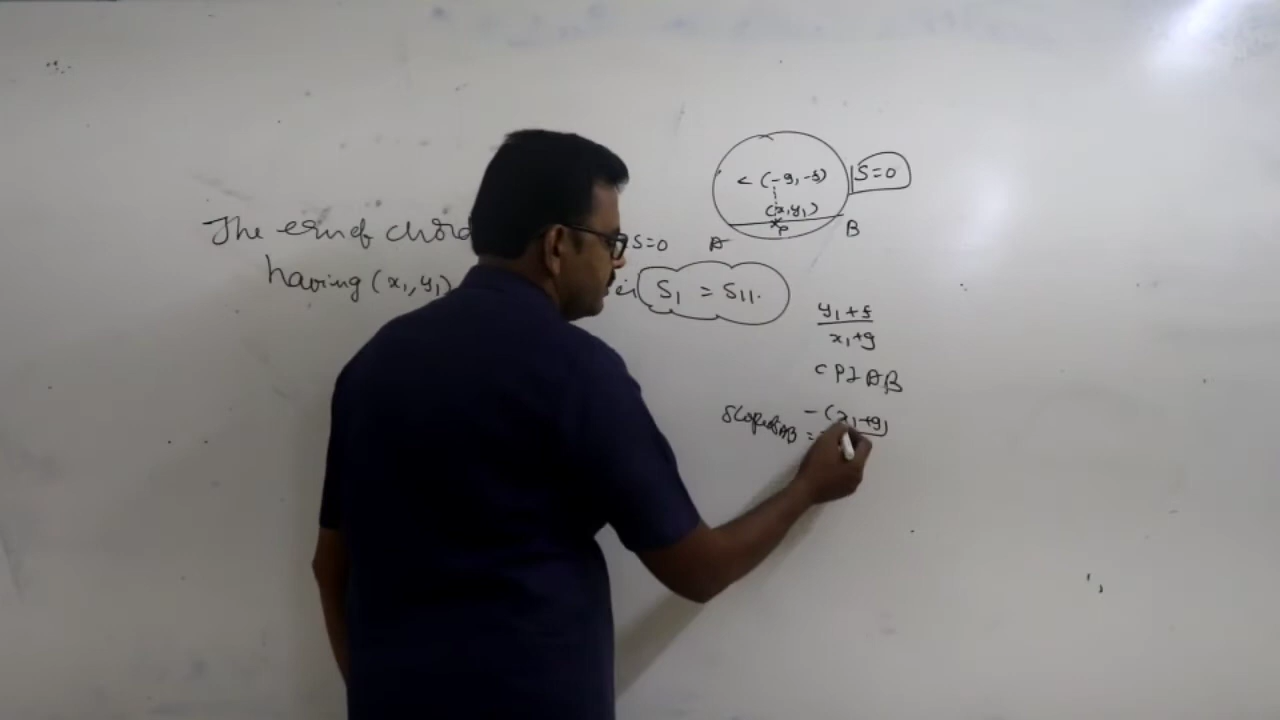 The eqn of chord S=0
having (x₁, y₁) is S₁ = S₁₁.
C (-g, -f)
(x₁, y₁)
P
A B
S=0
y₁ + f
x₁ + g
CP ⊥ AB
Slope of AB = -(x₁+g)